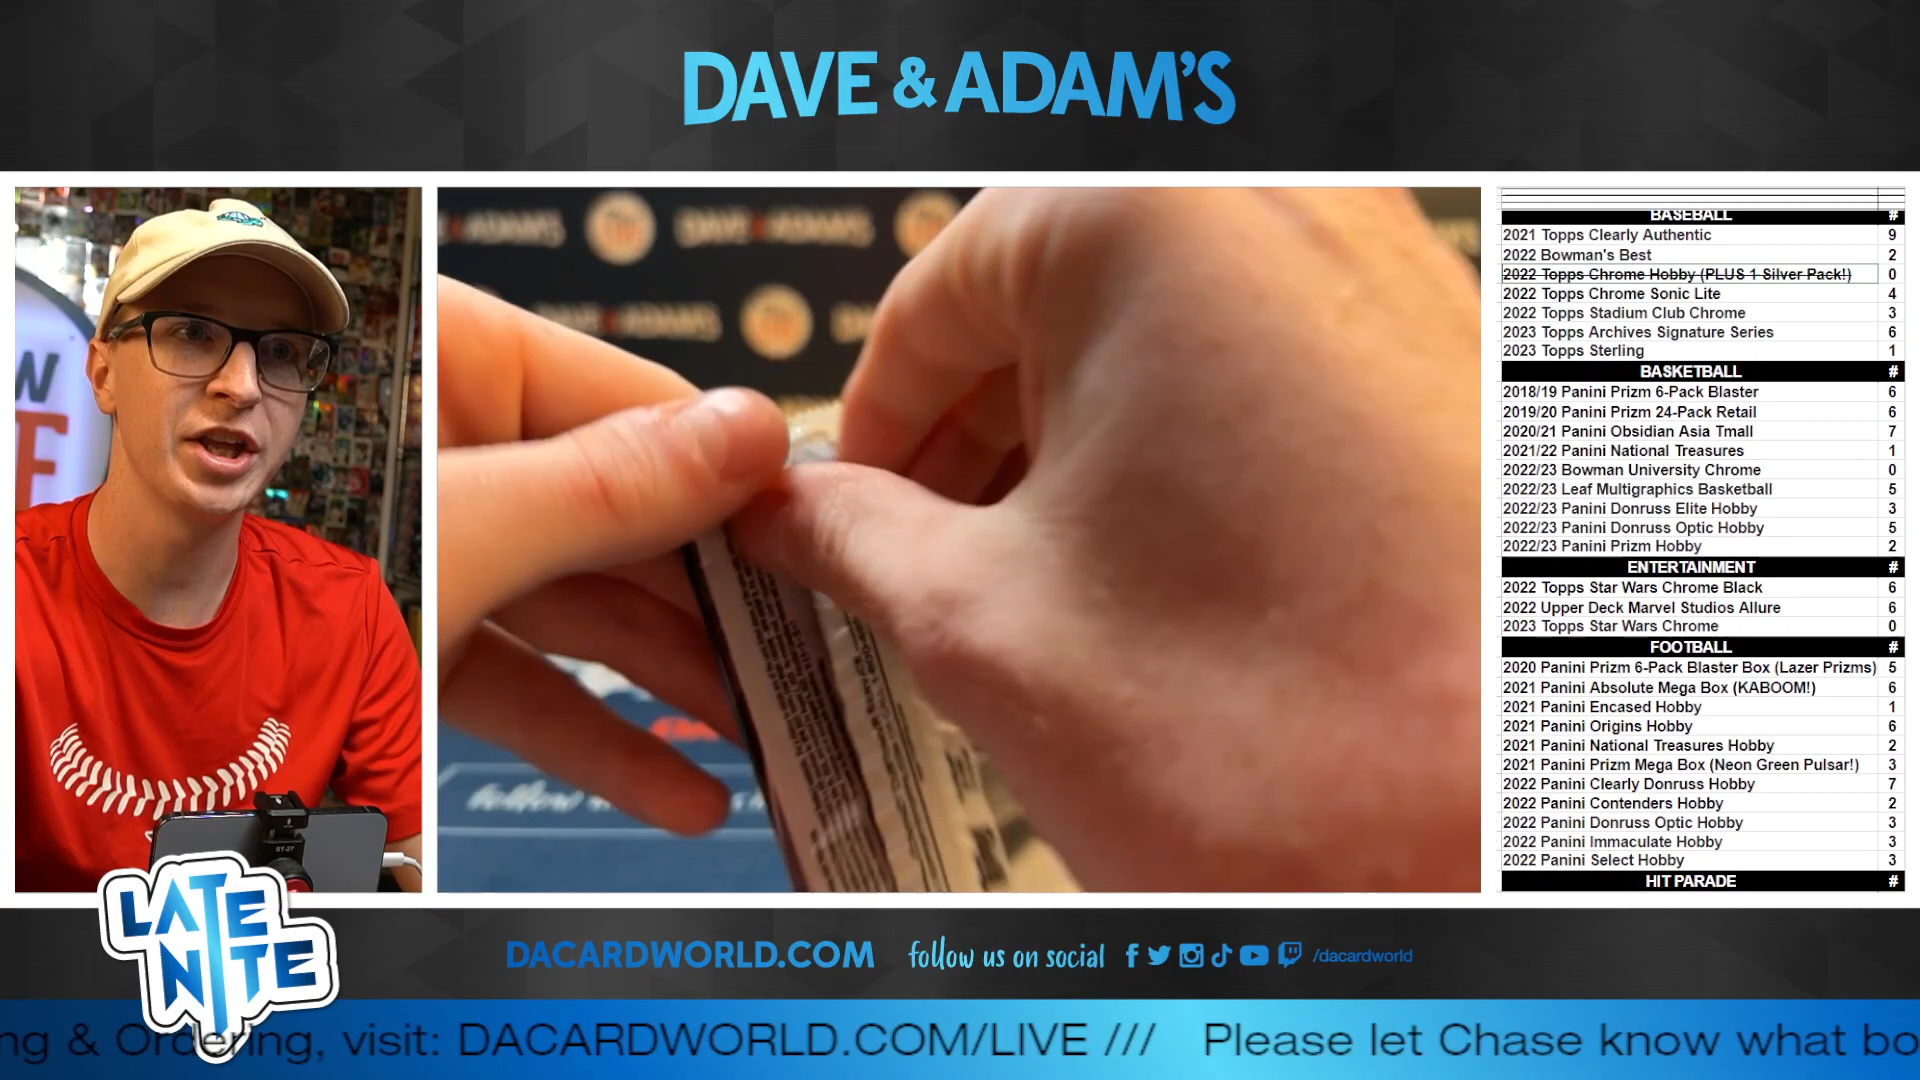 DAVE & ADAM'S
DAVE & ADAM'S
BASEBALL #
2021 Topps Clearly Authentic 9
2022 Bowman's Best 2
2022 Topps Chrome Hobby (PLUS 1 Silver Pack!) 0
2022 Topps Chrome Sonic Lite 4
2022 Topps Stadium Club Chrome 3
2023 Topps Archives Signature Series 6
2023 Topps Sterling 1
BASKETBALL #
2018/19 Panini Prizm 6-Pack Blaster 6
2019/20 Panini Prizm 24-Pack Retail 6
2020/21 Panini Obsidian Asia Tmall 7
2021/22 Panini National Treasures 1
2022/23 Bowman University Chrome 0
2022/23 Leaf Multigraphics Basketball 5
2022/23 Panini Donruss Elite Hobby 3
2022/23 Panini Donruss Optic Hobby 5
2022/23 Panini Prizm Hobby 2
ENTERTAINMENT #
2022 Topps Star Wars Chrome Black 6
2022 Upper Deck Marvel Studios Allure 6
2023 Topps Star Wars Chrome 0
FOOTBALL #
2020 Panini Prizm 6-Pack Blaster Box (Lazer Prizms) 5
2021 Panini Absolute Mega Box (KABOOM!) 6
2021 Panini Encased Hobby 1
2021 Panini Origins Hobby 6
2021 Panini National Treasures Hobby 2
2021 Panini Prizm Mega Box (Neon Green Pulsar!) 3
2022 Panini Clearly Donruss Hobby 7
2022 Panini Contenders Hobby 2
2022 Panini Donruss Optic Hobby 3
2022 Panini Immaculate Hobby 3
2022 Panini Select Hobby 3
HIT PARADE #
ST-27
follow
LATE
NITE
DACARDWORLD.COM follow us on social /dacardworld
ng & Ordering, visit: DACARDWORLD.COM/LIVE /// Please let Chase know what bo